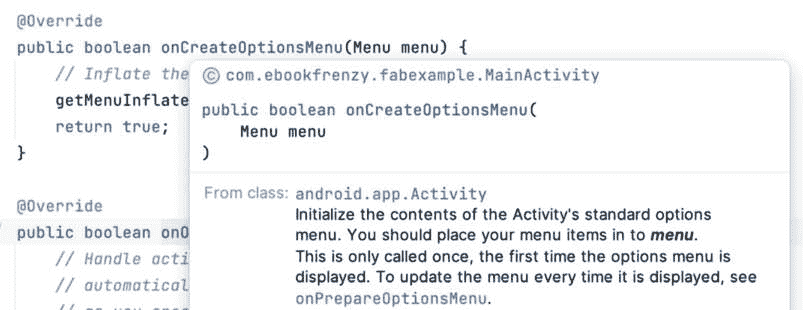 @Override
public boolean onCreateOptionsMenu(Menu menu) {
// Inflate the
getMenuInflate
return true;
}
@Override
public boolean onO
// Handle acti
// automatical
© com.ebookfrenzy.fabexample.MainActivity
public boolean onCreateOptionsMenu(
Menu menu
)
From class: android.app.Activity
Initialize the contents of the Activity's standard options
menu. You should place your menu items in to menu.
This is only called once, the first time the options menu is
displayed. To update the menu every time it is displayed, see
onPrepareOptionsMenu.